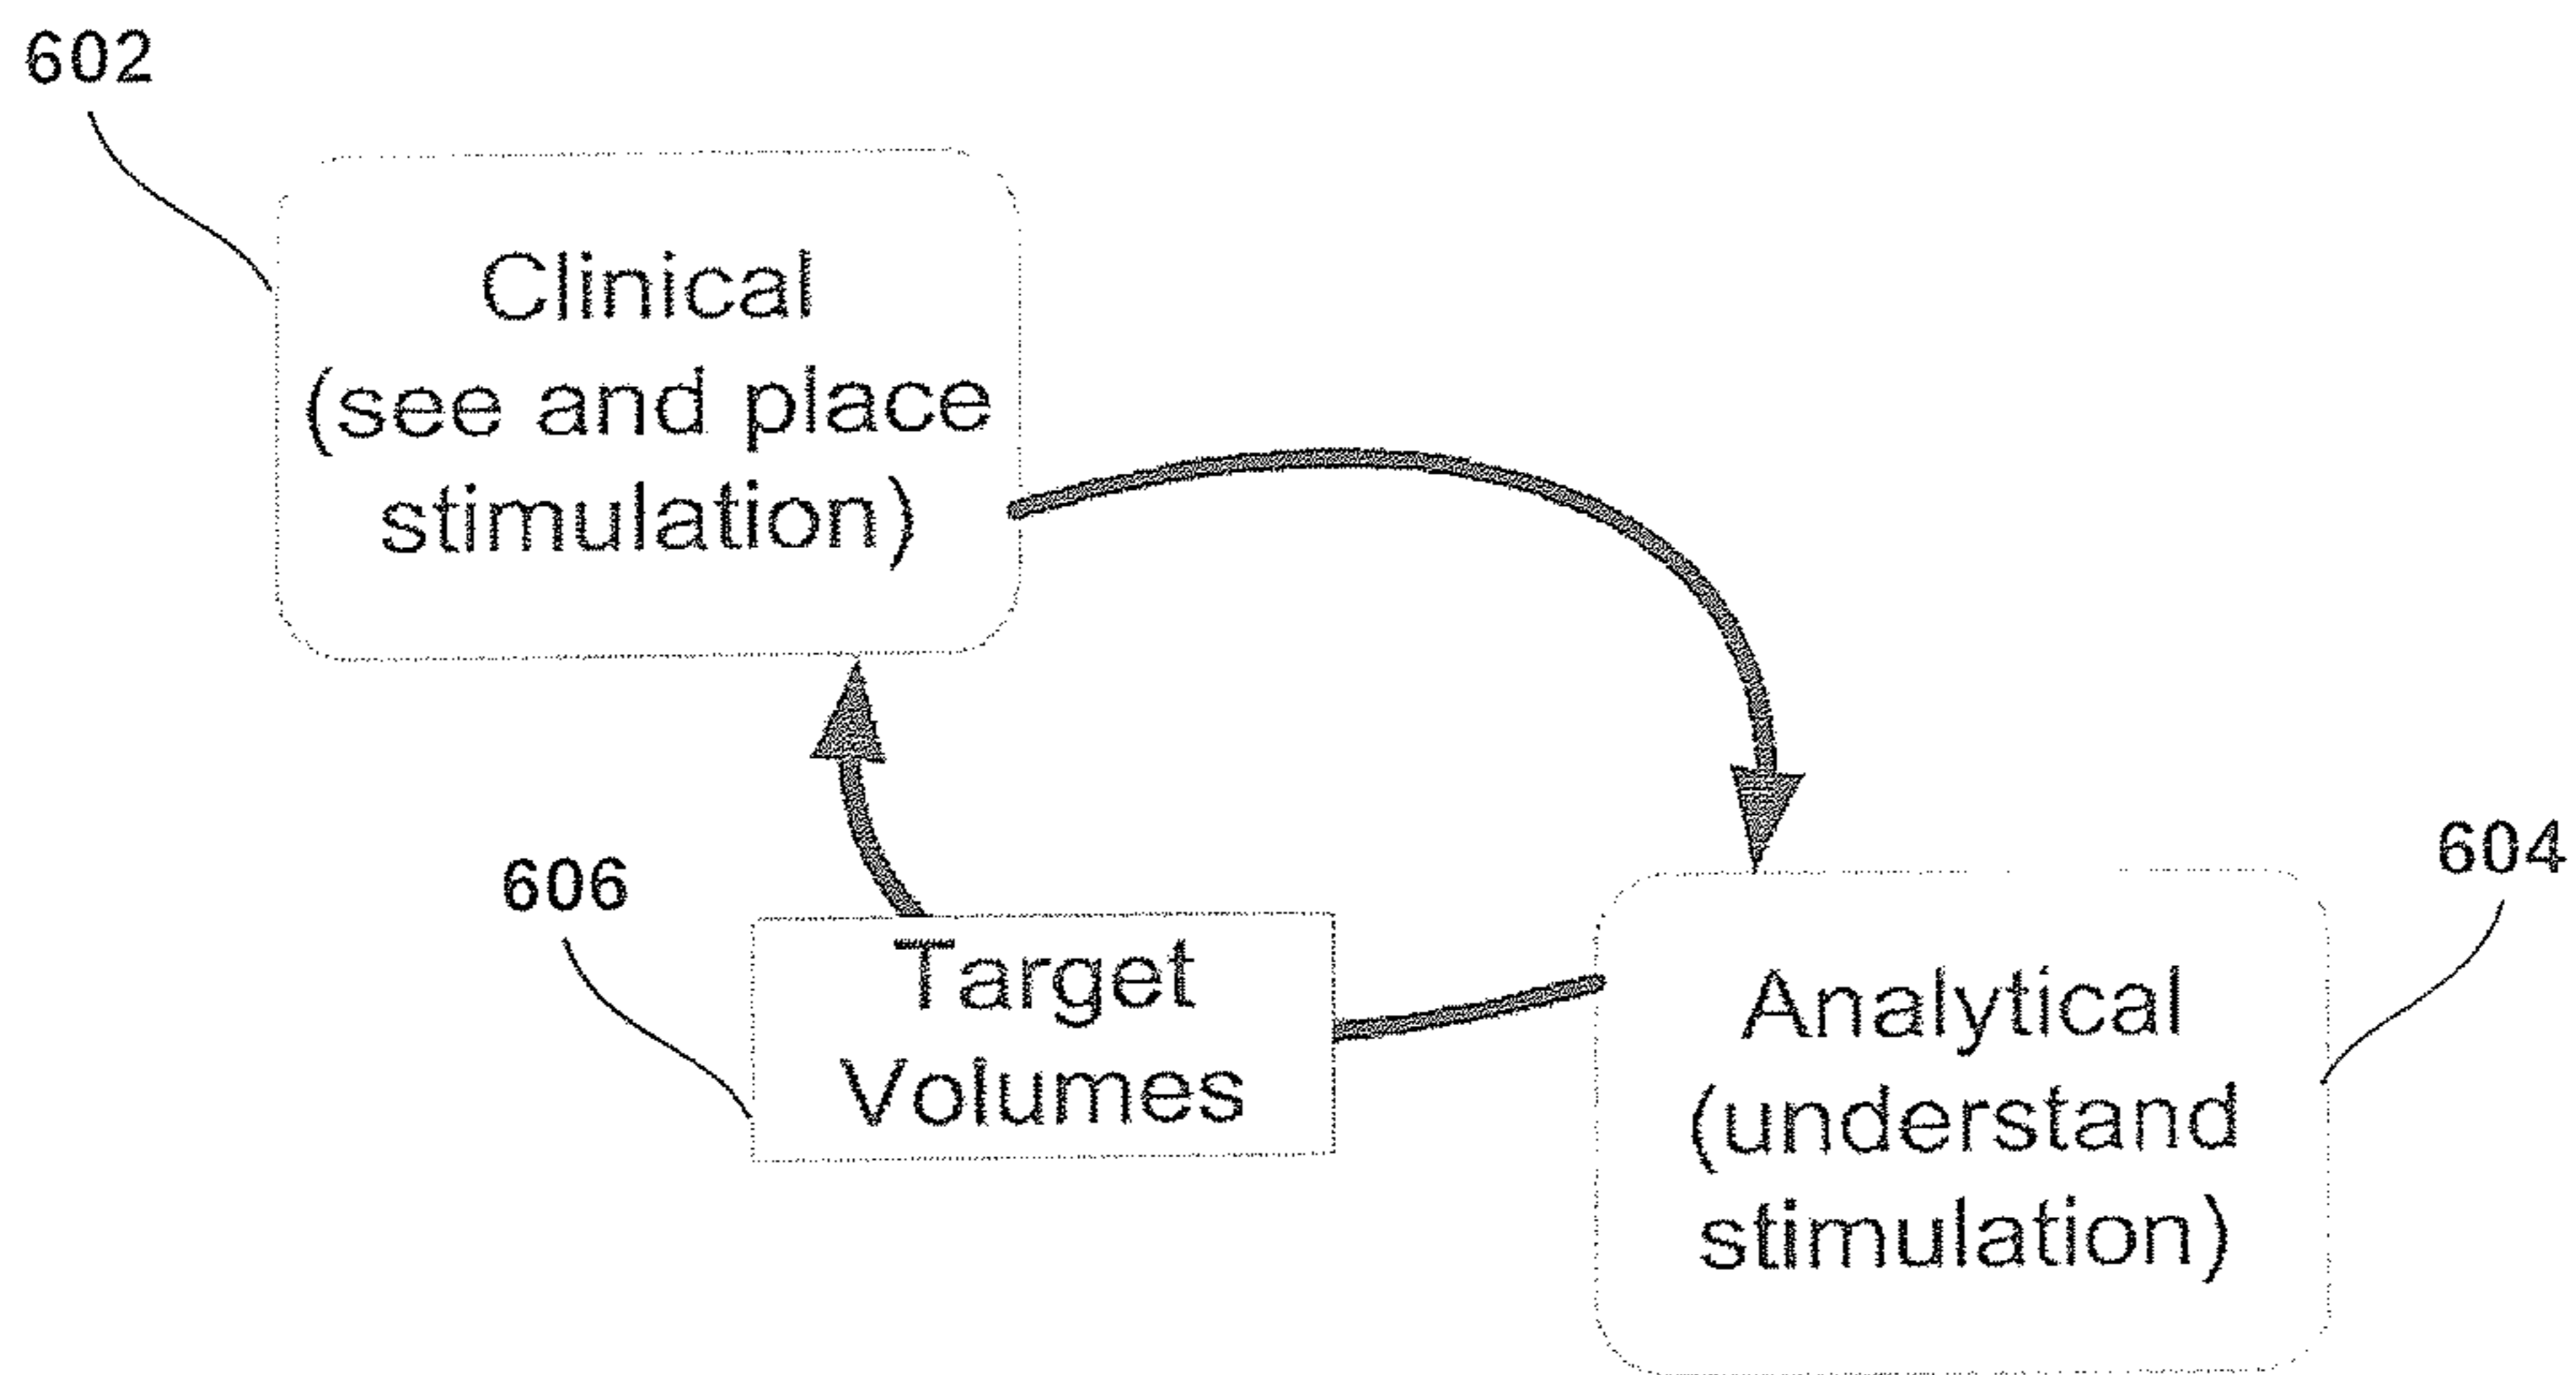 602
Clinical
(see and place
stimulation)
606
Target
Volumes
604
Analytical
(understand
stimulation)